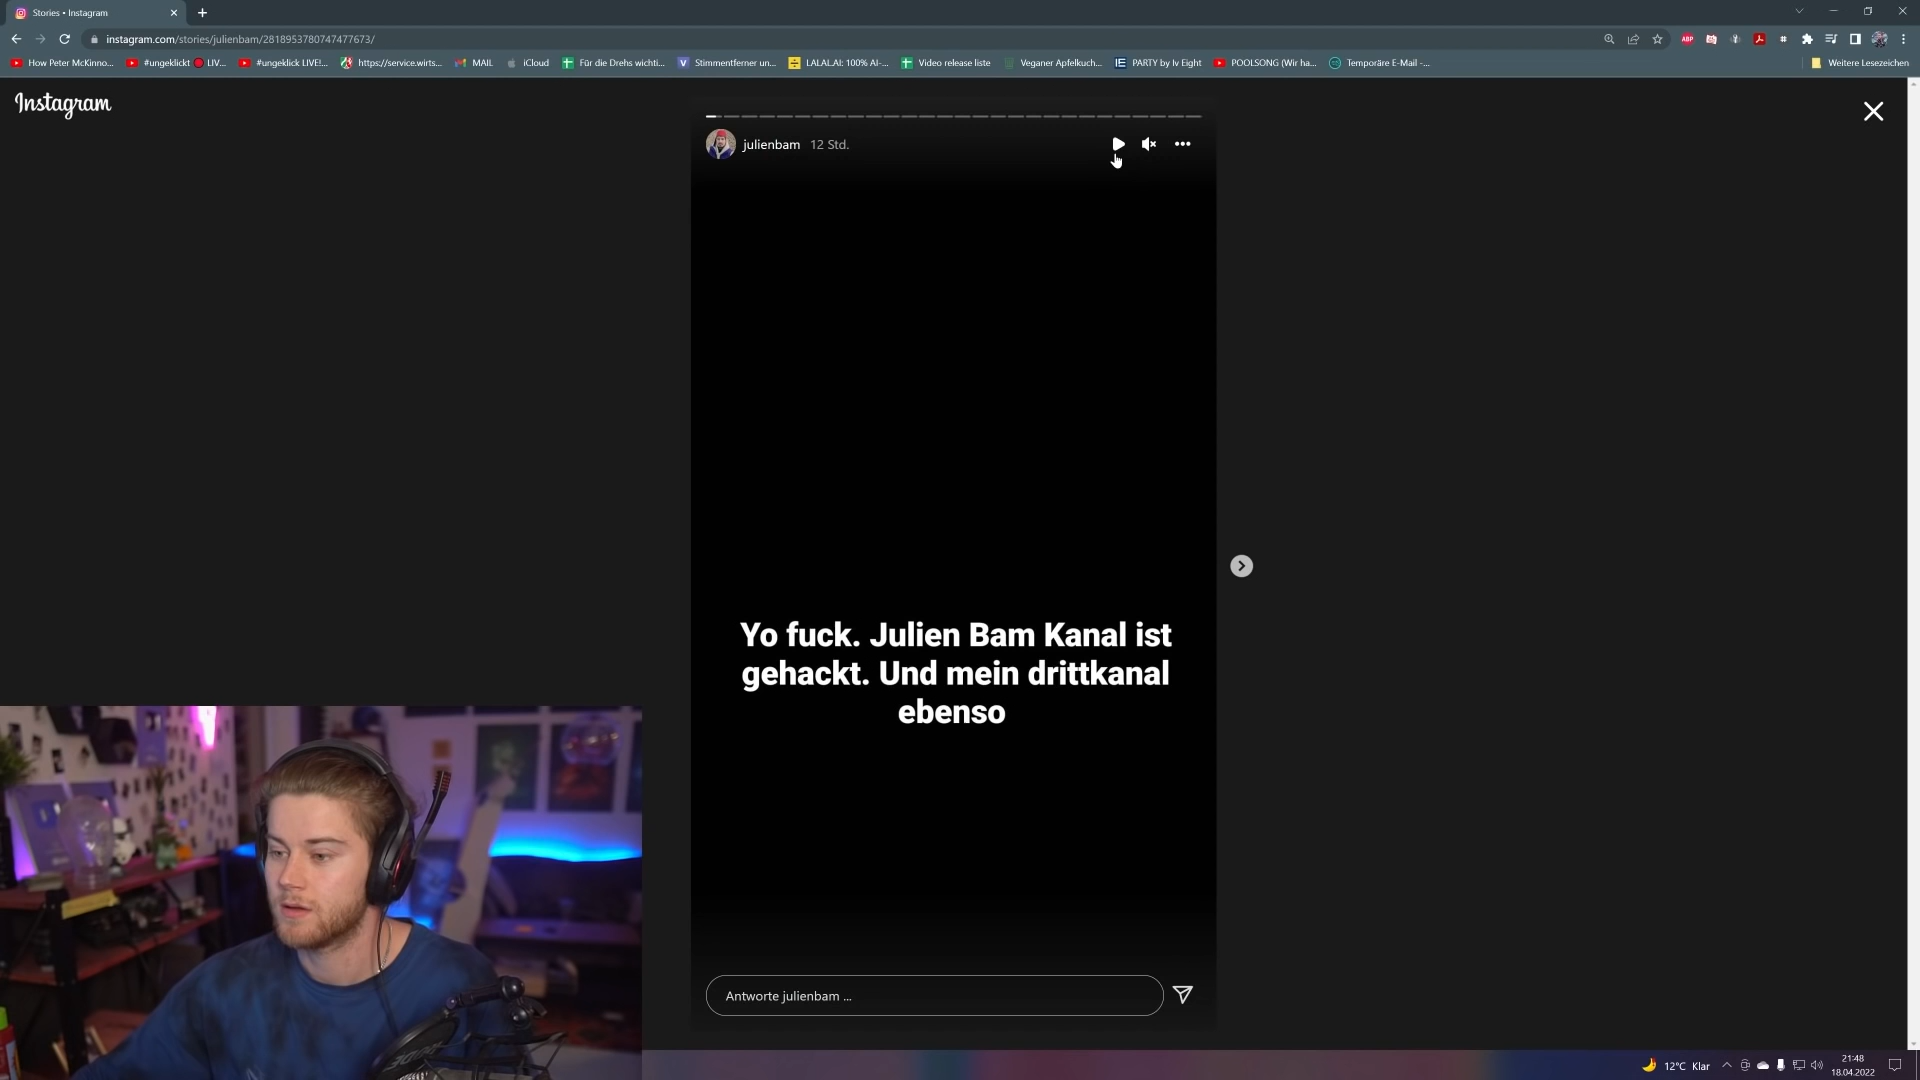 Stories • Instagram
instagram.com/stories/julienbam/2818953780747477673/
How Peter McKinno... #ungeklickt LIV... #ungeklick LIVE!... https://service.wirts... MAIL iCloud Für die Drehs wichti... Stimmentferner un... LALAL.AI: 100% AI-... Video release liste Veganer Apfelkuch... PARTY by Iv Eight POOLSONG (Wir ha... Temporäre E-Mail -... Weitere Lesezeichen
Instagram
julienbam 12 Std.
Yo fuck. Julien Bam Kanal ist
gehackt. Und mein drittkanal
ebenso
Antworte julienbam ...
12°C Klar
21:48
18.04.2022